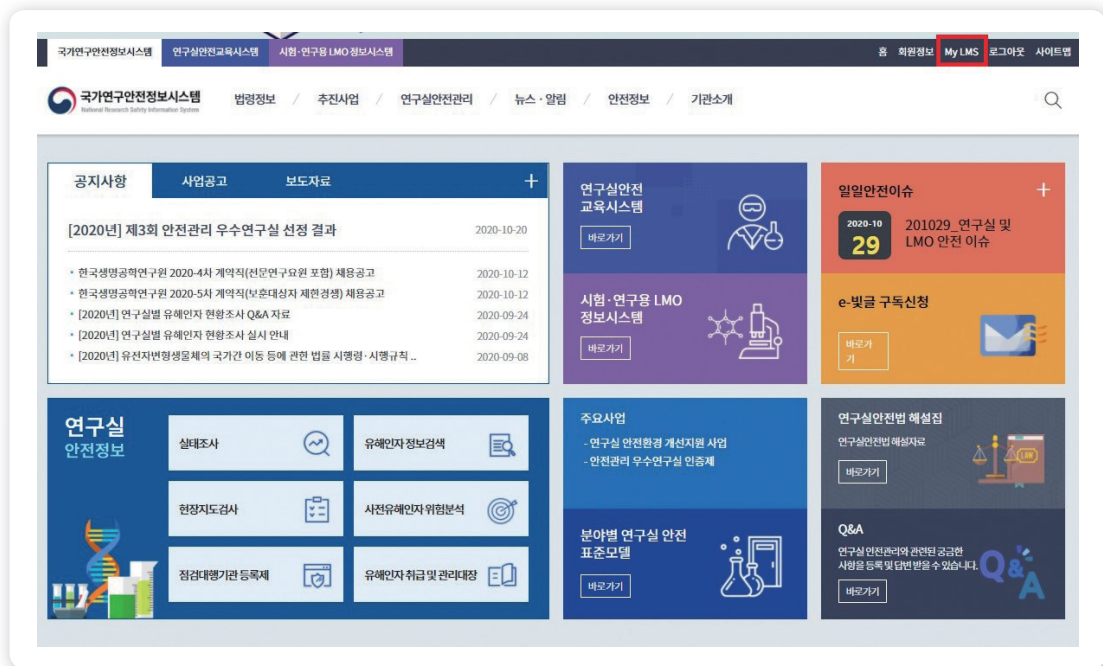 국가연구안전정보시스템 연구실안전교육시스템 시험·연구용 LMO 정보시스템 홈 회원정보 My LMS 로그아웃 사이트맵
국가연구안전정보시스템 법령정보 / 추진사업 / 연구실안전관리 / 뉴스·알림 / 안전정보 / 기관소개
National Research Safety Information System
공지사항 사업공고 보도자료 +
[2020년] 제3회 안전관리 우수연구실 선정 결과 2020-10-20
• 한국생명공학연구원 2020-4차 계약직(전문연구요원 포함) 채용공고 2020-10-12
• 한국생명공학연구원 2020-5차 계약직(보훈대상자 제한경쟁) 채용공고 2020-10-12
• [2020년] 연구실별 유해인자 현황조사 Q&A 자료 2020-09-24
• [2020년] 연구실별 유해인자 현황조사 실시 안내 2020-09-24
• [2020년] 유전자변형생물체의 국가간 이동 등에 관한 법률 시행령·시행규칙 .. 2020-09-08
연구실안전
교육시스템
바로가기
일일안전이슈 +
2020-10
29
201029_연구실 및
LMO 안전 이슈
시험·연구용 LMO
정보시스템
바로가기
e-빛글 구독신청
바로가
기
연구실
안전정보
실태조사
유해인자 정보검색
현장지도검사
사전유해인자위험분석
점검대행기관 등록제
유해인자 취급 및 관리대장
주요사업
- 연구실 안전환경 개선지원 사업
- 안전관리 우수연구실 인증제
연구실안전법 해설집
연구실안전법 해설자료
바로가기
LAW
분야별 연구실 안전
표준모델
바로가기
Q&A
연구실 안전관리와 관련된 궁금한
사항을 등록 및 답변 받을 수 있습니다.
바로가기
Q&A